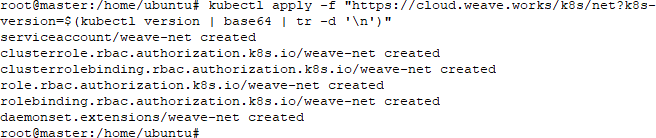 root@master:/home/ubuntu# kubectl apply -f "https://cloud.weave.works/k8s/net?k8s-
version=$(kubectl version | base64 | tr -d '\n')"
serviceaccount/weave-net created
clusterrole.rbac.authorization.k8s.io/weave-net created
clusterrolebinding.rbac.authorization.k8s.io/weave-net created
role.rbac.authorization.k8s.io/weave-net created
rolebinding.rbac.authorization.k8s.io/weave-net created
daemonset.extensions/weave-net created
root@master:/home/ubuntu#